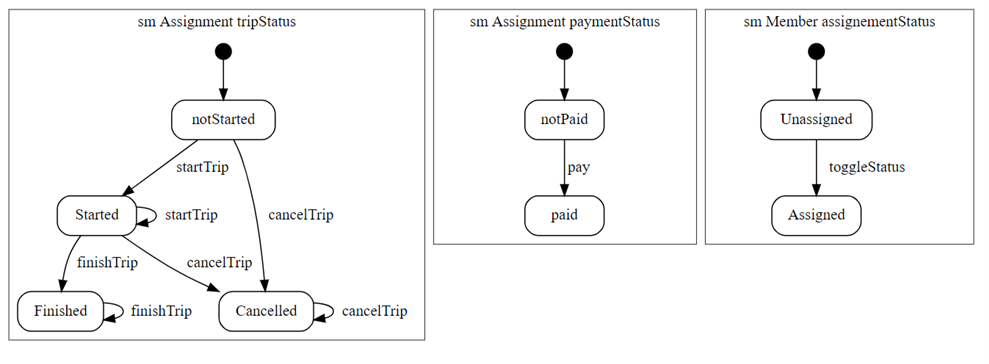 sm Assignment tripStatus
notStarted
startTrip
Started
startTrip
cancelTrip
finishTrip
cancelTrip
Finished
finishTrip
Cancelled
cancelTrip
sm Assignment paymentStatus
notPaid
pay
paid
sm Member assignementStatus
Unassigned
toggleStatus
Assigned